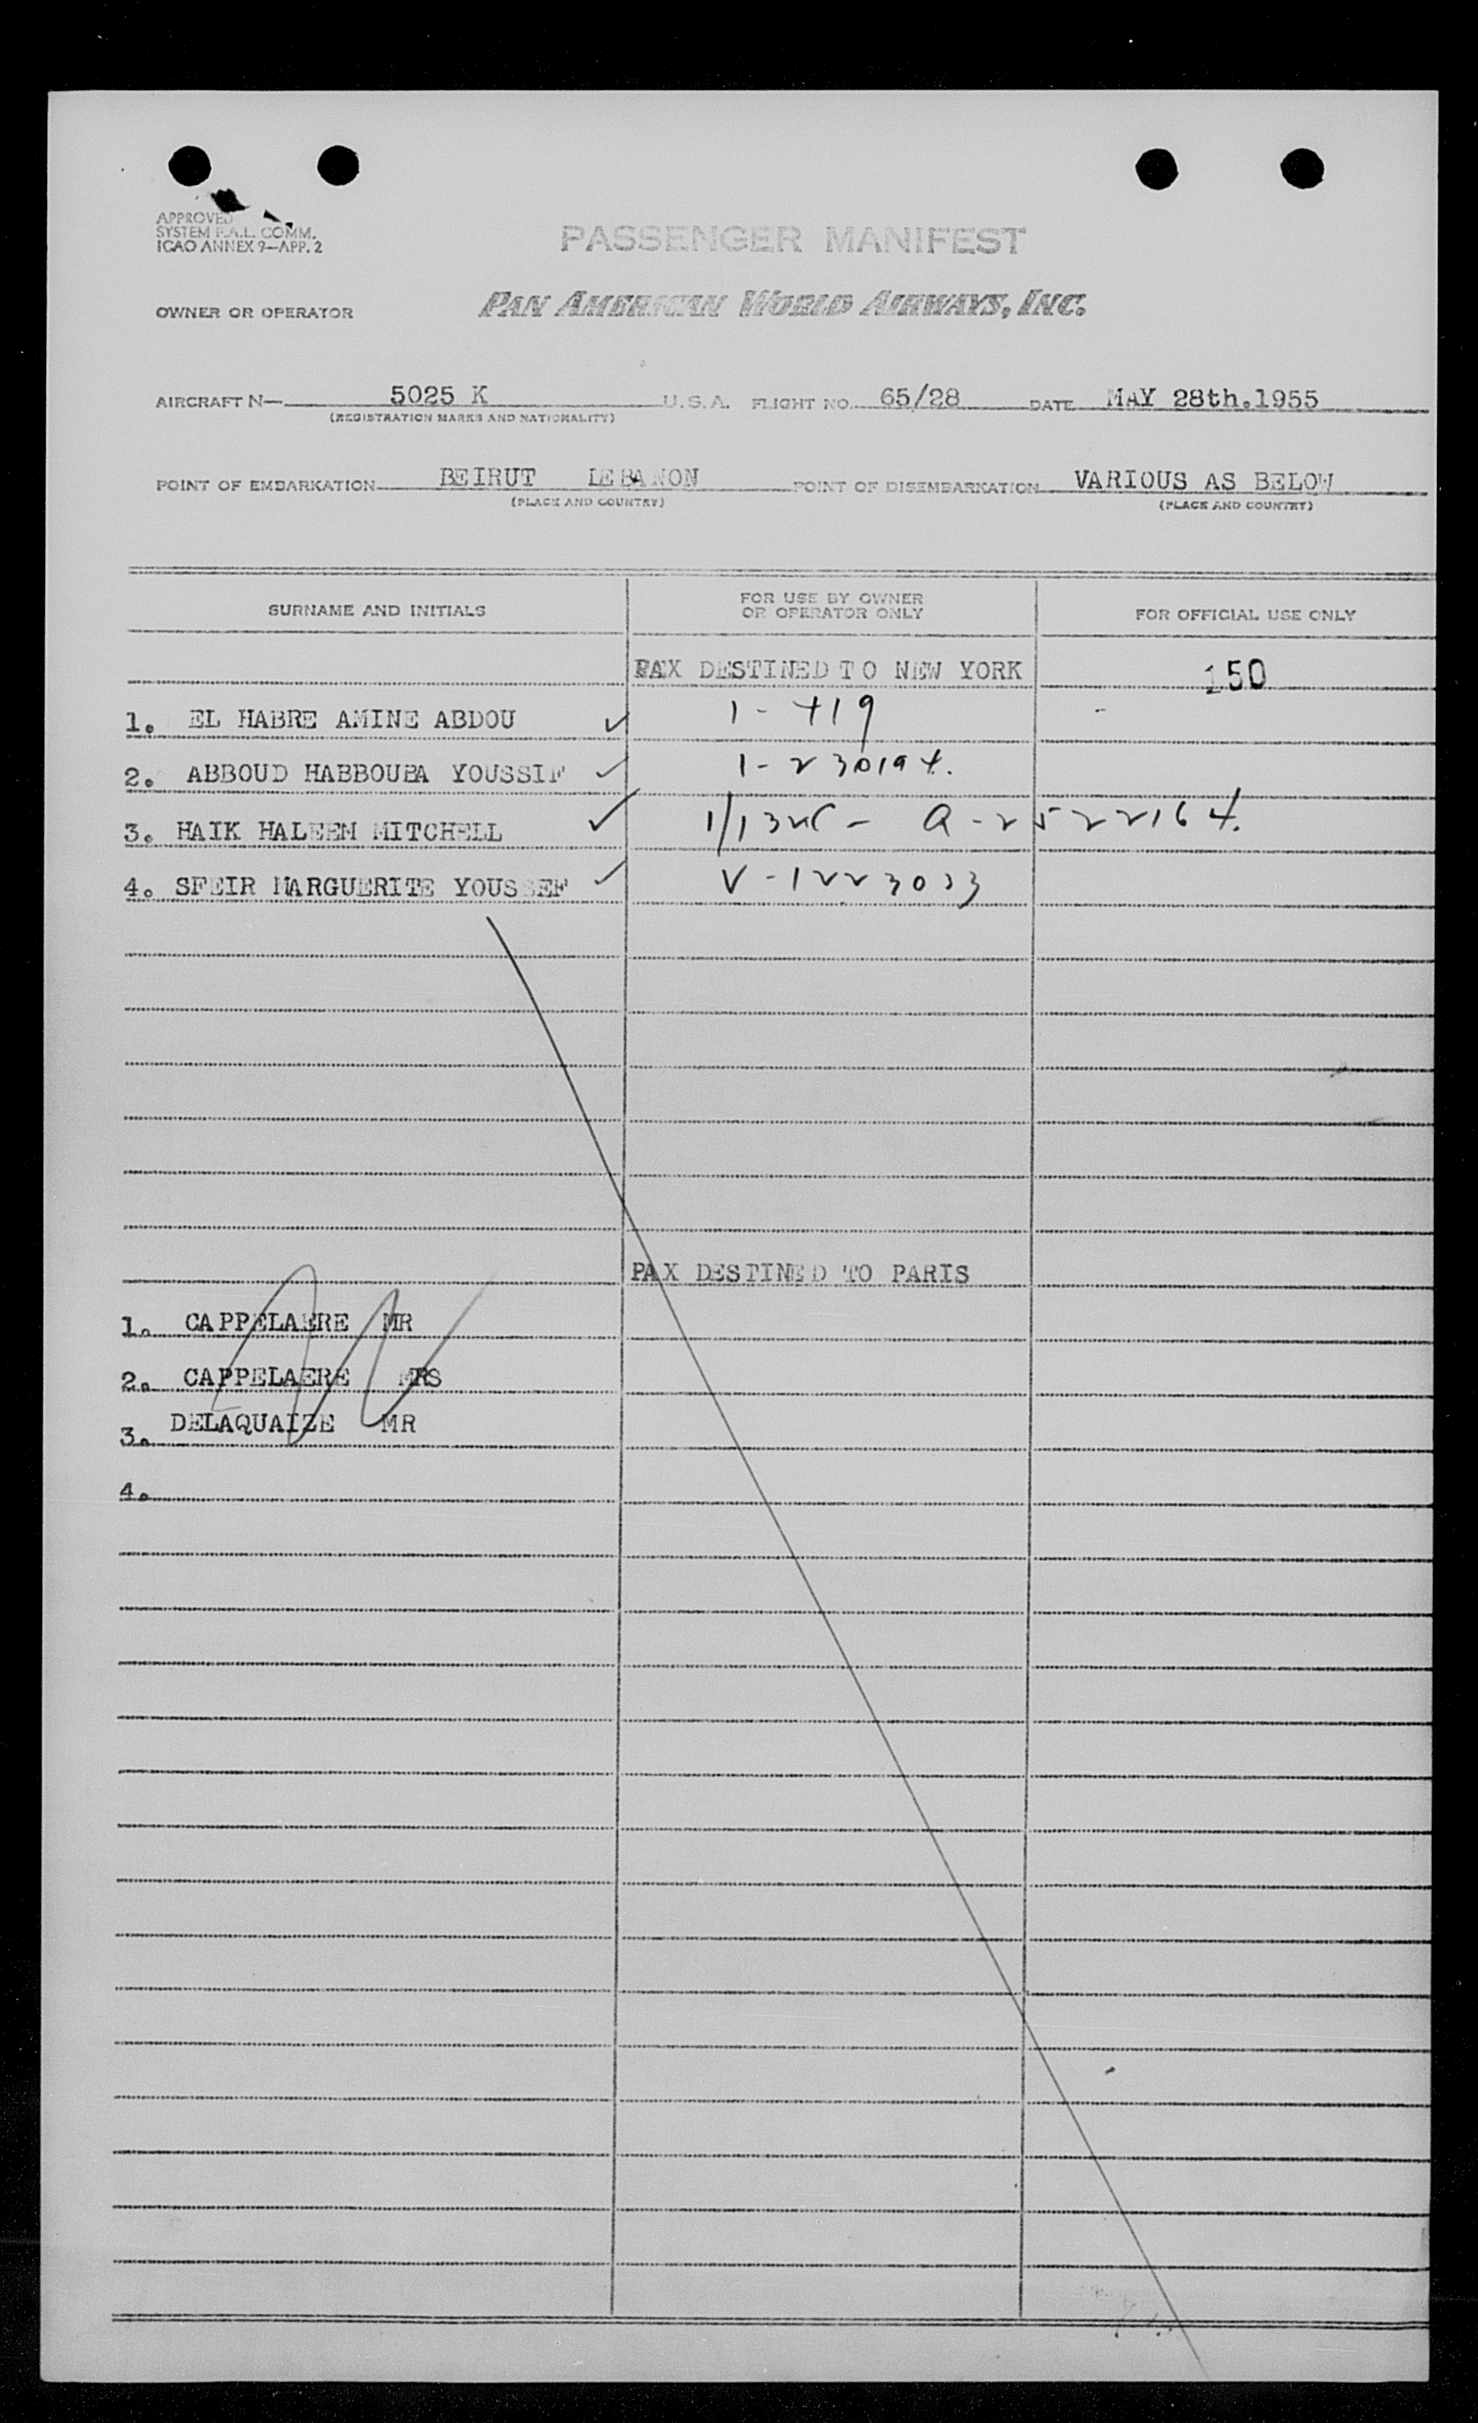 APPROVED
SYSTEM F.A.L. COMM.
ICAO ANNEX 9—APP. 2
PASSENGER MANIFEST
OWNER OR OPERATOR PAN AMERICAN WORLD AIRWAYS, INC.
AIRCRAFT N— 5025 K U.S.A. FLIGHT NO. 65/28 DATE MAY 28th.1955
(REGISTRATION MARKS AND NATIONALITY)
POINT OF EMBARKATION BEIRUT LEBANON POINT OF DISEMBARKATION VARIOUS AS BELOW
(PLACE AND COUNTRY) (PLACE AND COUNTRY)
SURNAME AND INITIALS FOR USE BY OWNER OR OPERATOR ONLY FOR OFFICIAL USE ONLY
PAX DESTINED TO NEW YORK 150
1. EL HABRE AMINE ABDOU ✓ 1-419
2. ABBOUD HABBOUBA YOUSSIF ✓ 1-230194.
3. HAIK HALEEM MITCHELL ✓ A-2522164.
4. SFEIR MARGUERITE YOUSSEF ✓ V-1223033
PAX DESTINED TO PARIS
1. CAPPELAERE MR
2. CAPPELAERE MRS
3. DELAQUAIZE MR
4.